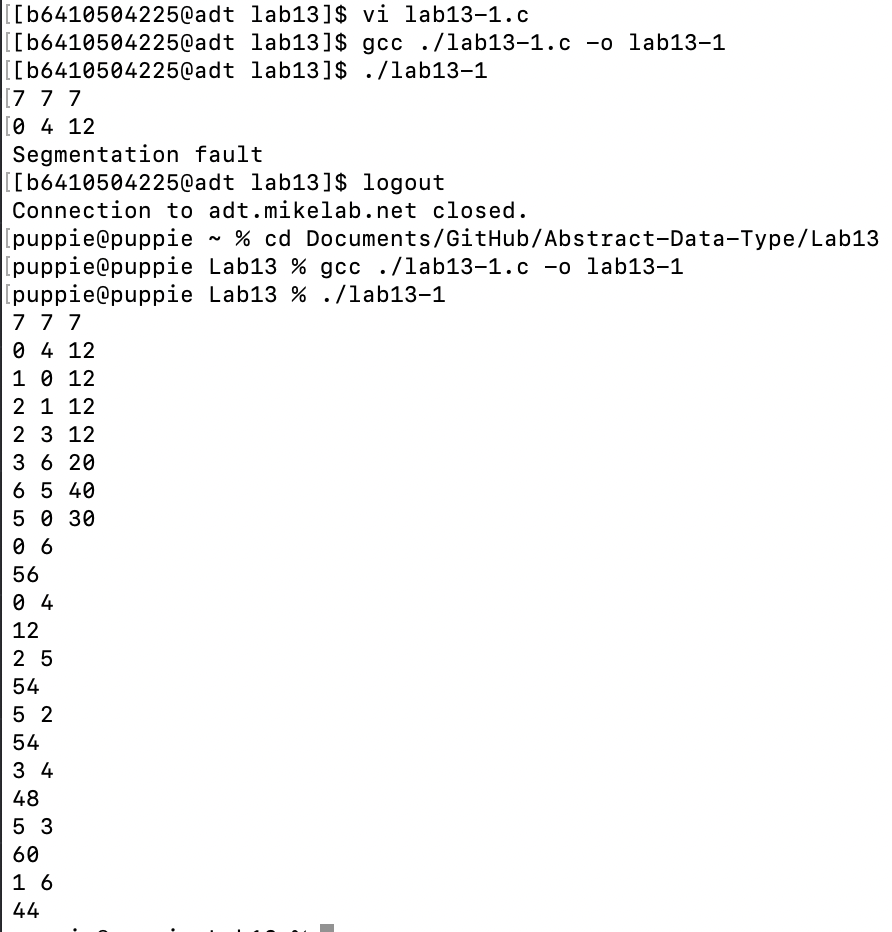 [[b6410504225@adt lab13]$ vi lab13-1.c
[[b6410504225@adt lab13]$ gcc ./lab13-1.c -o lab13-1
[[b6410504225@adt lab13]$ ./lab13-1
[7 7 7
[0 4 12
Segmentation fault
[[b6410504225@adt lab13]$ logout
Connection to adt.mikelab.net closed.
[puppie@puppie ~ % cd Documents/GitHub/Abstract-Data-Type/Lab13
[puppie@puppie Lab13 % gcc ./lab13-1.c -o lab13-1
[puppie@puppie Lab13 % ./lab13-1
7 7 7
0 4 12
1 0 12
2 1 12
2 3 12
3 6 20
6 5 40
5 0 30
0 6
56
0 4
12
2 5
54
5 2
54
3 4
48
5 3
60
1 6
44